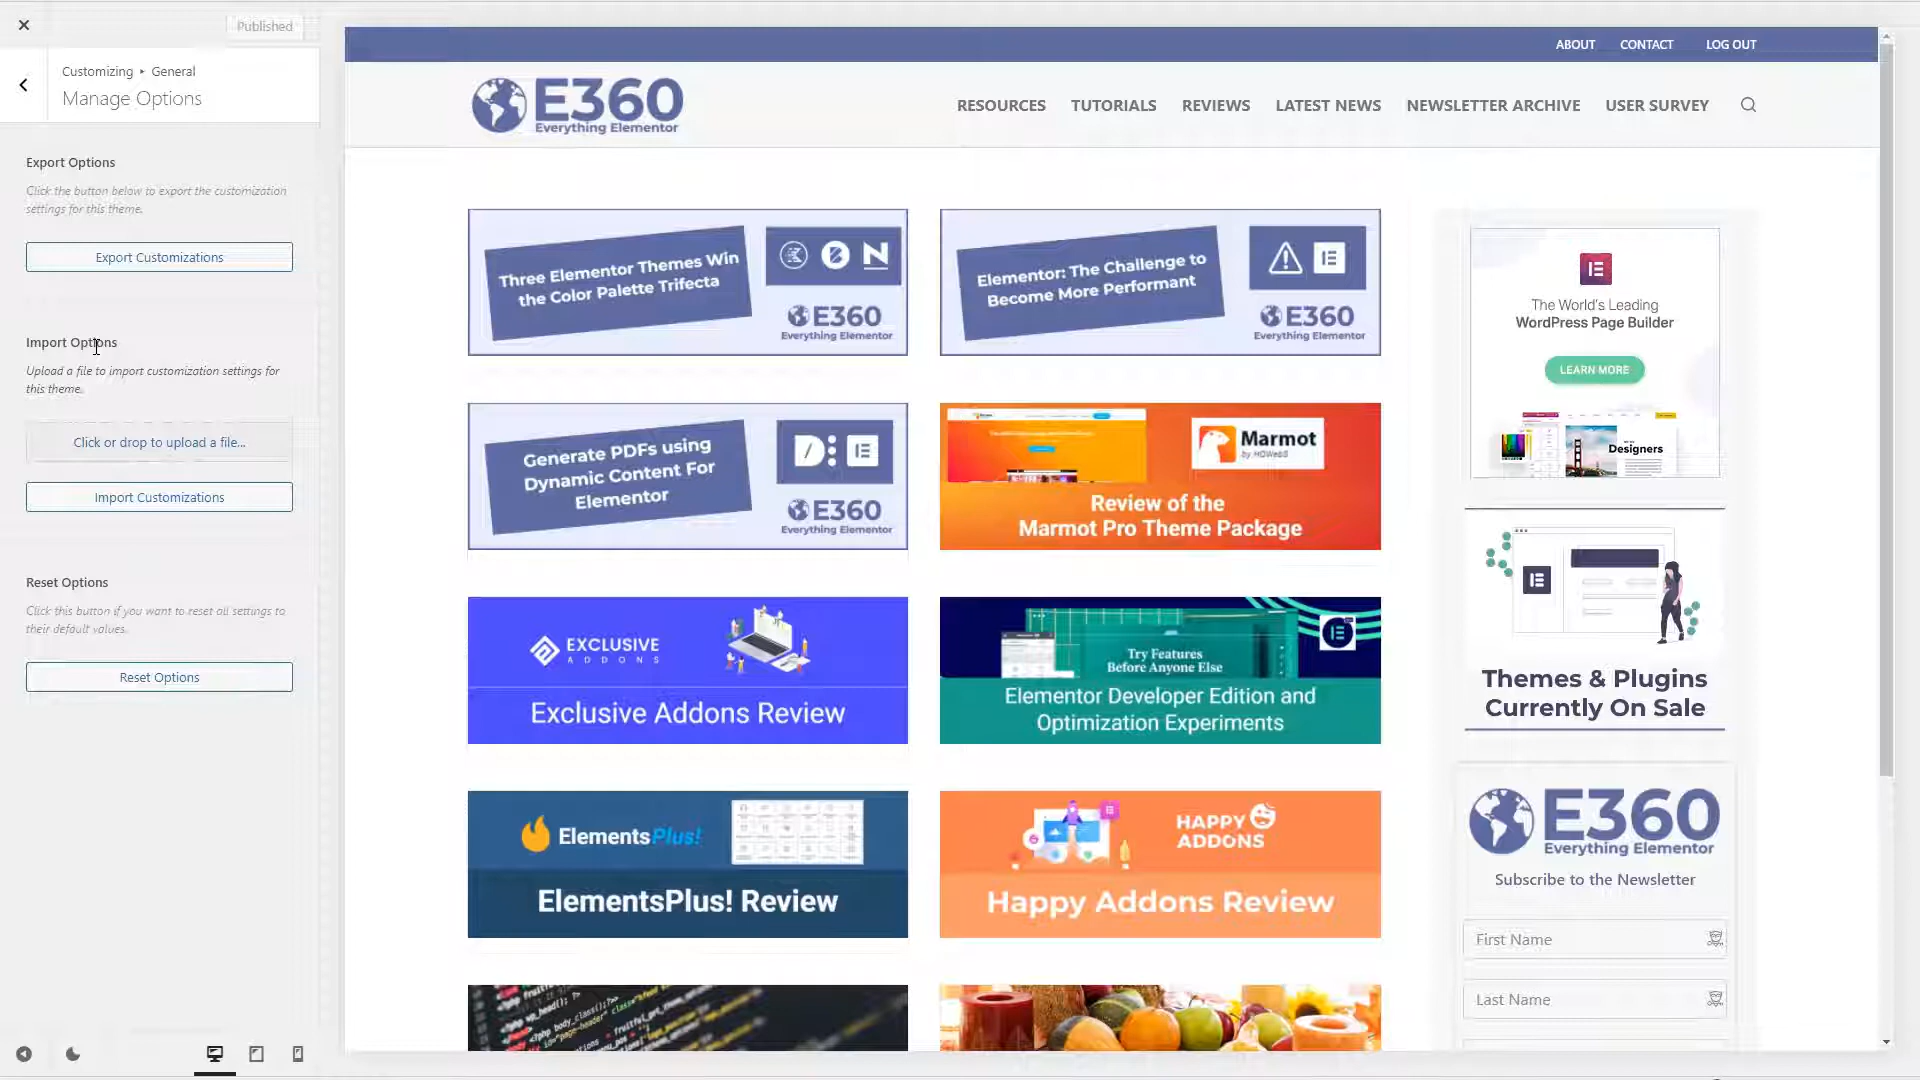 Published
Customizing ▸ General
Manage Options
Export Options
Click the button below to export the customization
settings for this theme.
Export Customizations
Import Options
Upload a file to import customization settings for
this theme.
Click or drop to upload a file...
Import Customizations
Reset Options
Click this button if you want to reset all settings to
their default values.
Reset Options
ABOUT CONTACT LOG OUT
E360
Everything Elementor
RESOURCES TUTORIALS REVIEWS LATEST NEWS NEWSLETTER ARCHIVE USER SURVEY
Three Elementor Themes Win
the Color Palette Trifecta
E360
Everything Elementor
Elementor: The Challenge to
Become More Performant
E360
Everything Elementor
Generate PDFs using
Dynamic Content For
Elementor
E360
Everything Elementor
Marmot
Review of the
Marmot Pro Theme Package
EXCLUSIVE
ADDONS
Exclusive Addons Review
Try Features
Before Anyone Else
Elementor Developer Edition and
Optimization Experiments
ElementsPlus!
ElementsPlus! Review
HAPPY
ADDONS
Happy Addons Review
The World's Leading
WordPress Page Builder
LEARN MORE
Designers
Themes & Plugins
Currently On Sale
E360
Everything Elementor
Subscribe to the Newsletter
First Name
Last Name